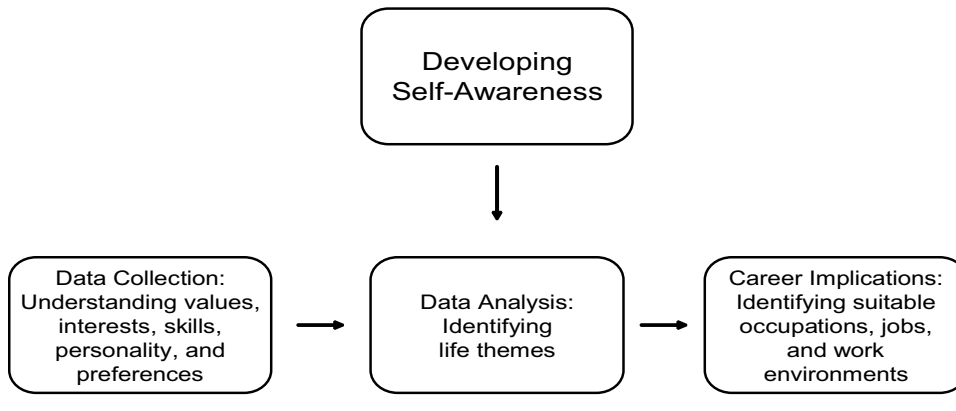 Developing
Self-Awareness
Data Collection:
Understanding values,
interests, skills,
personality, and
preferences
Data Analysis:
Identifying
life themes
Career Implications:
Identifying suitable
occupations, jobs,
and work
environments